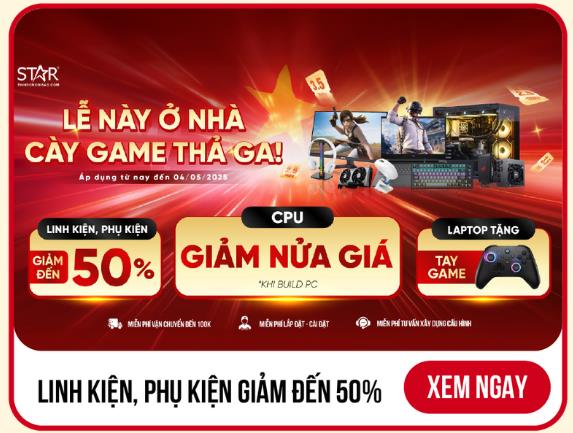 STAR
LỄ NÀY Ở NHÀ
CÀY GAME THẢ GA!
Áp dụng từ nay đến 04/05/2025
3.5
LINH KIỆN, PHỤ KIỆN
GIẢM ĐẾN 50%
CPU
GIẢM NỬA GIÁ
*KHI BUILD PC
LAPTOP TẶNG
TAY GAME
MIỄN PHÍ VẬN CHUYỂN ĐẾN 100K
MIỄN PHÍ LẮP ĐẶT - CÀI ĐẶT
MIỄN PHÍ TƯ VẤN XÂY DỰNG CẤU HÌNH
LINH KIỆN, PHỤ KIỆN GIẢM ĐẾN 50%
XEM NGAY